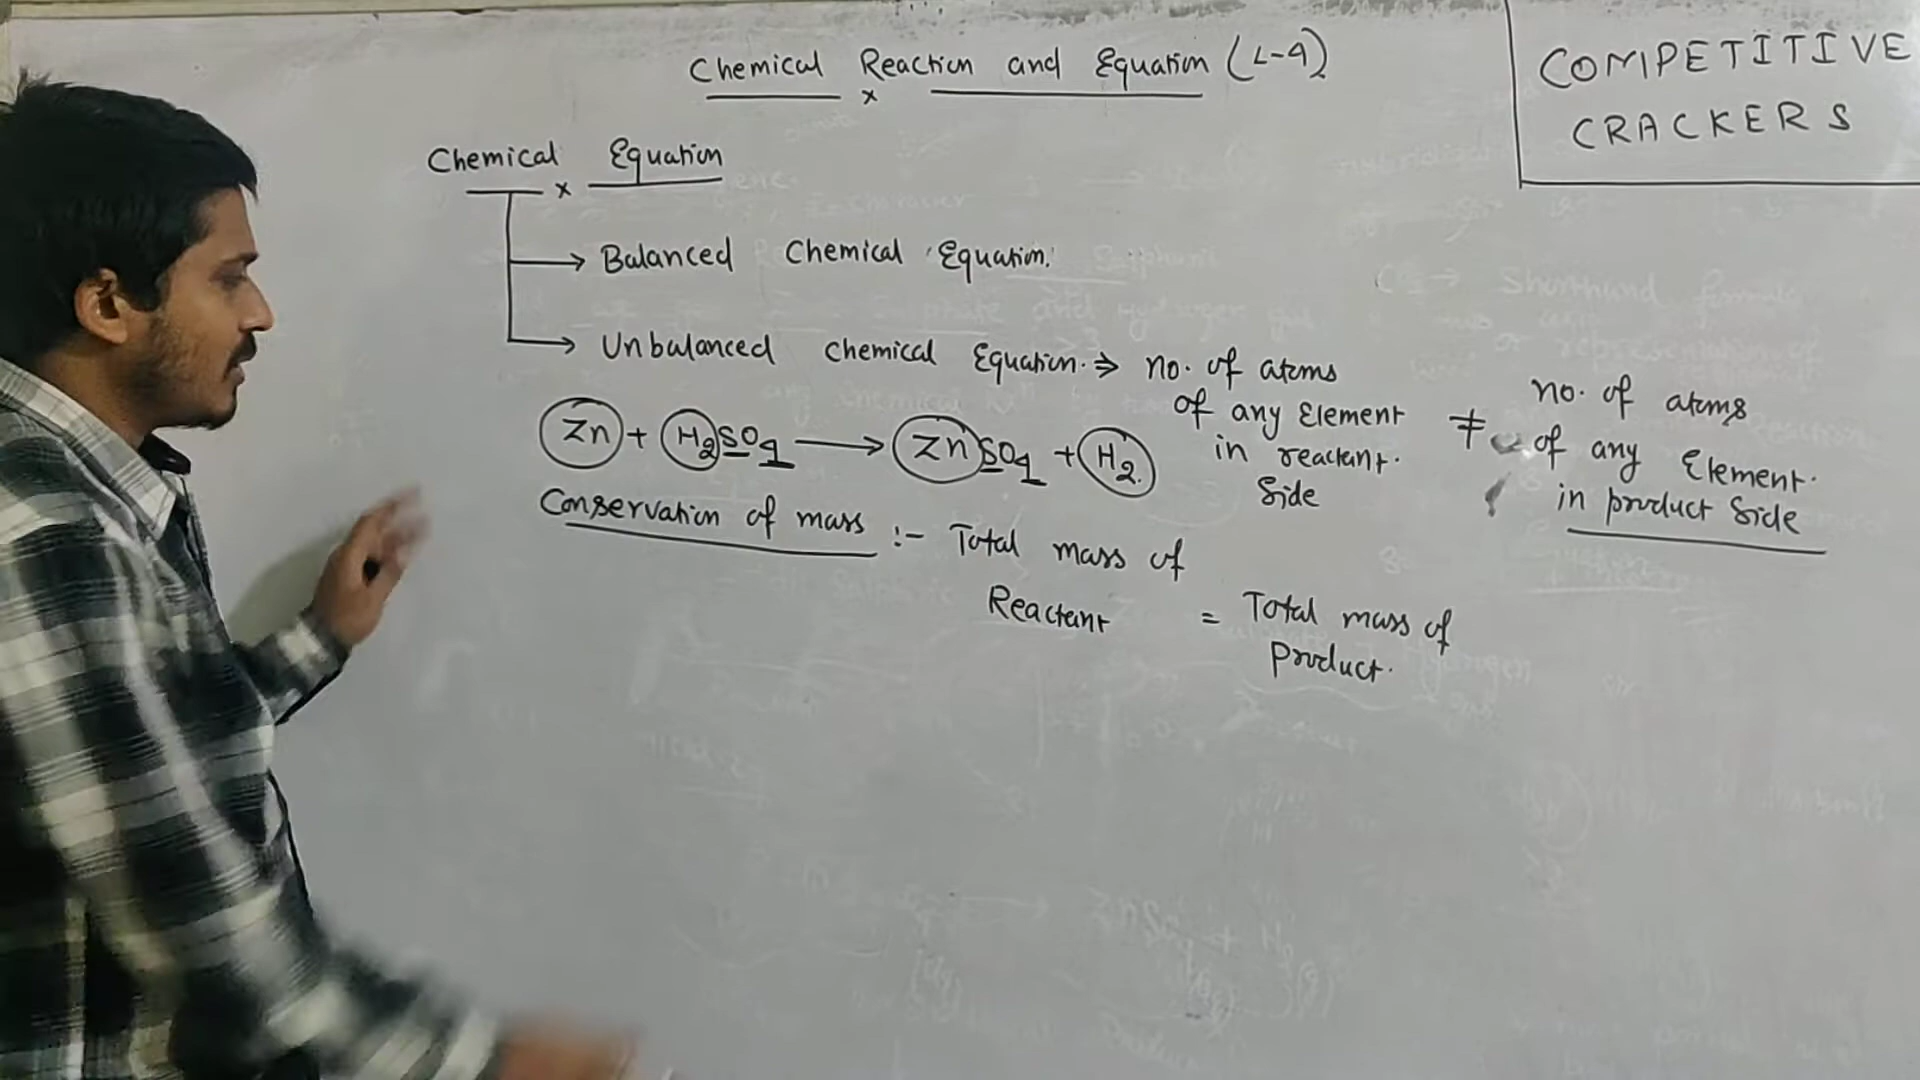 Chemical Reaction and Equation (L-4)
COMPETITIVE
CRACKERS
Chemical Equation
Balanced Chemical Equation.
Unbalanced chemical Equation. ⇒ no. of atoms
of any Element
in reactant.
Side
≠
no. of atoms
of any Element.
in product Side
Zn + H2SO4 → ZnSO4 + H2
Conservation of mass :- Total mass of
Reactant = Total mass of
Product.